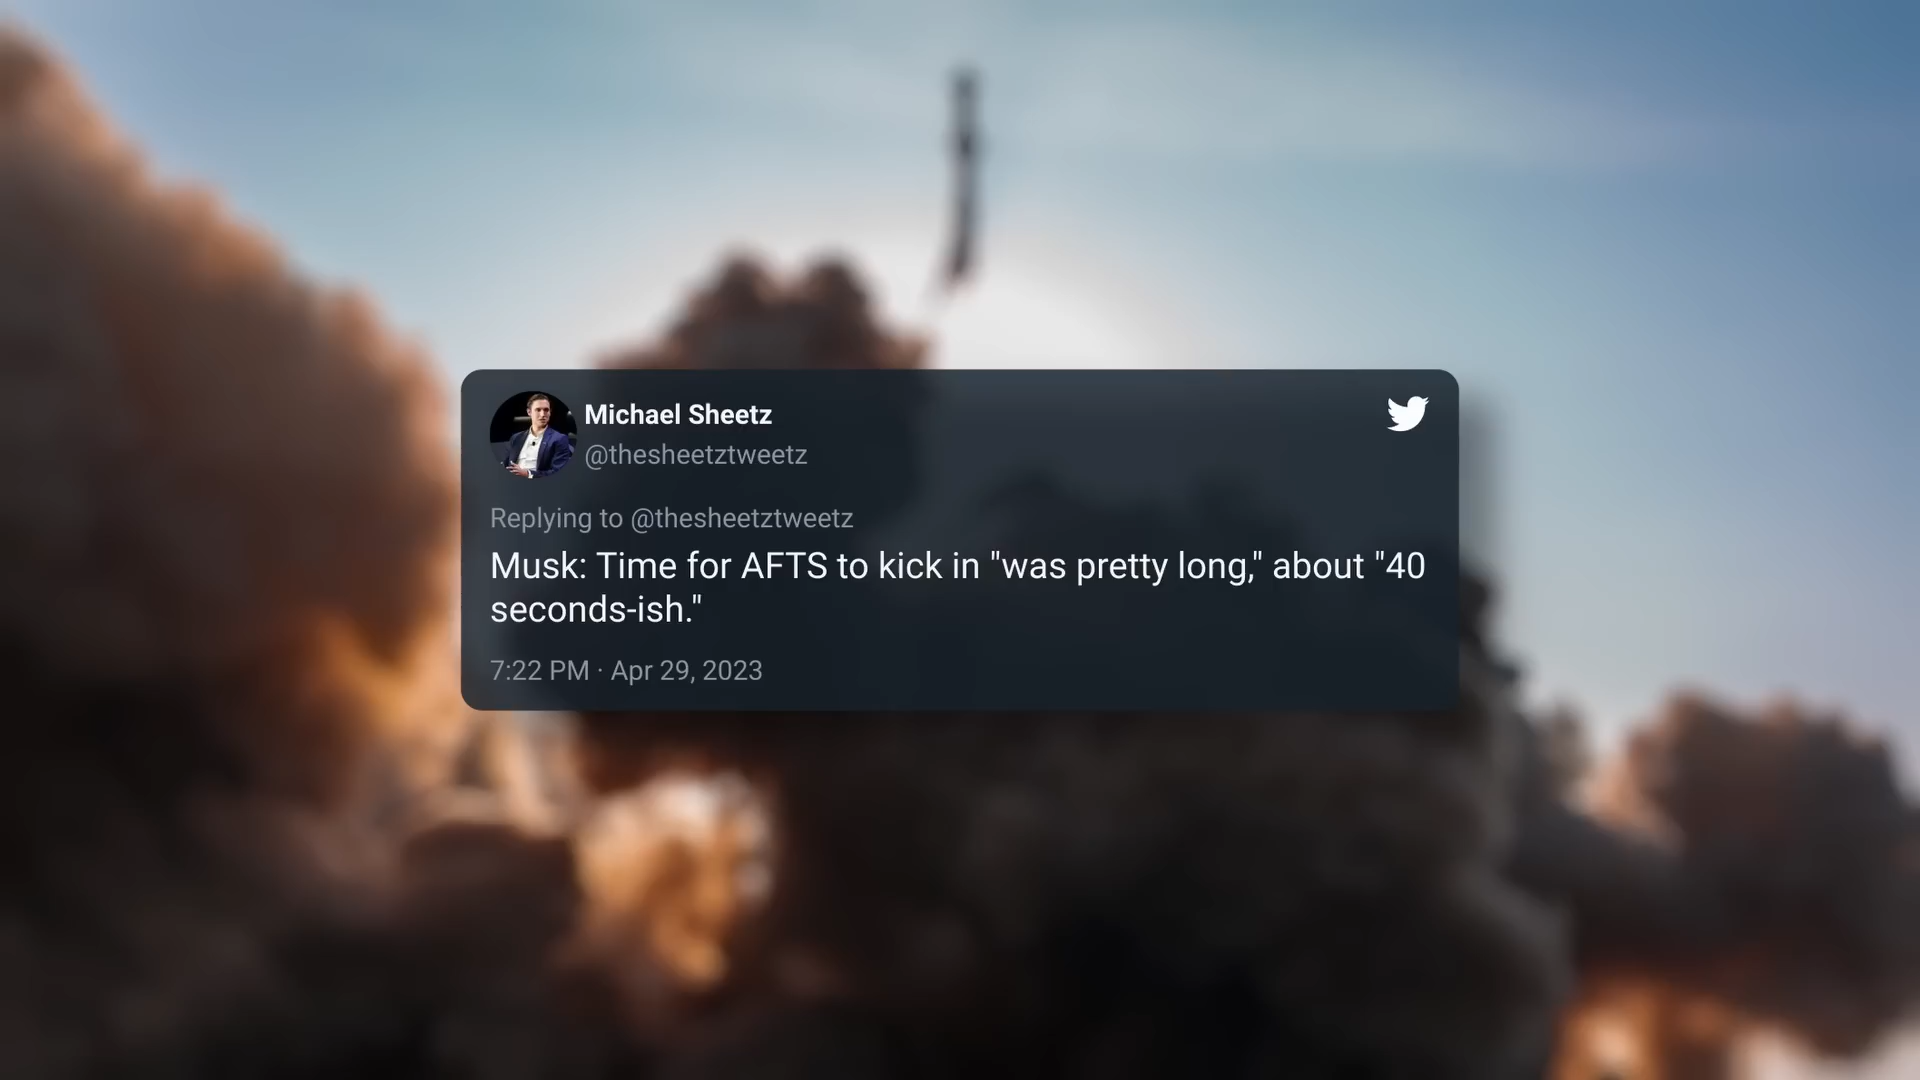 Michael Sheetz
@thesheetztweetz
Replying to @thesheetztweetz
Musk: Time for AFTS to kick in "was pretty long," about "40
seconds-ish."
7:22 PM · Apr 29, 2023